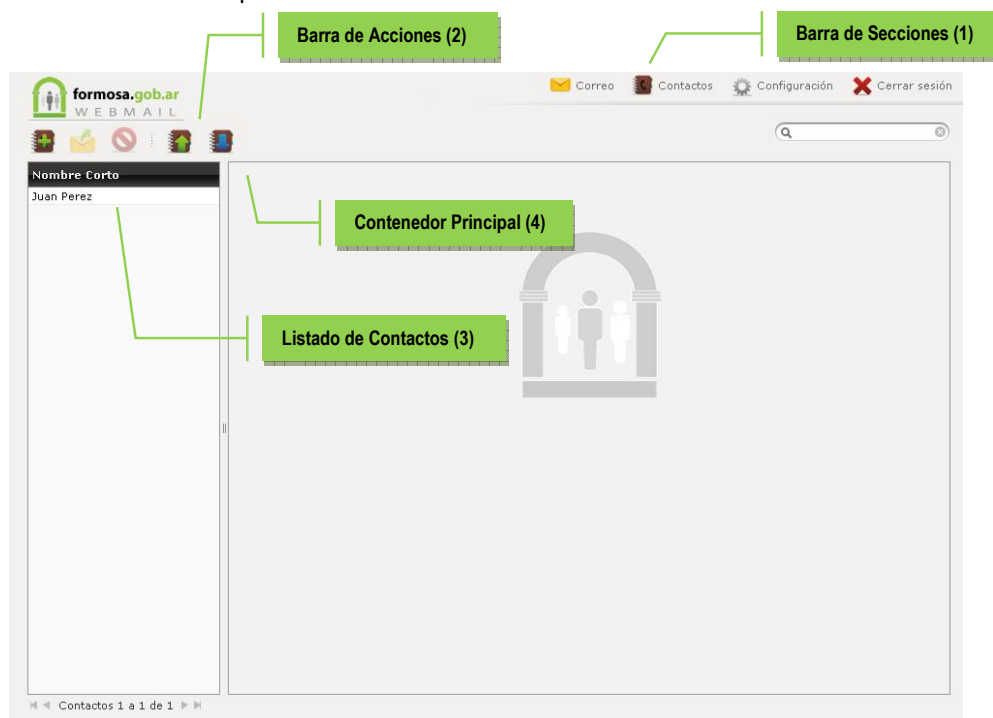 Barra de Acciones (2)
Barra de Secciones (1)
formosa.gob.ar
WEBMAIL
Correo
Contactos
Configuración
Cerrar sesión
Nombre Corto
Juan Perez
Contenedor Principal (4)
Listado de Contactos (3)
Contactos 1 a 1 de 1